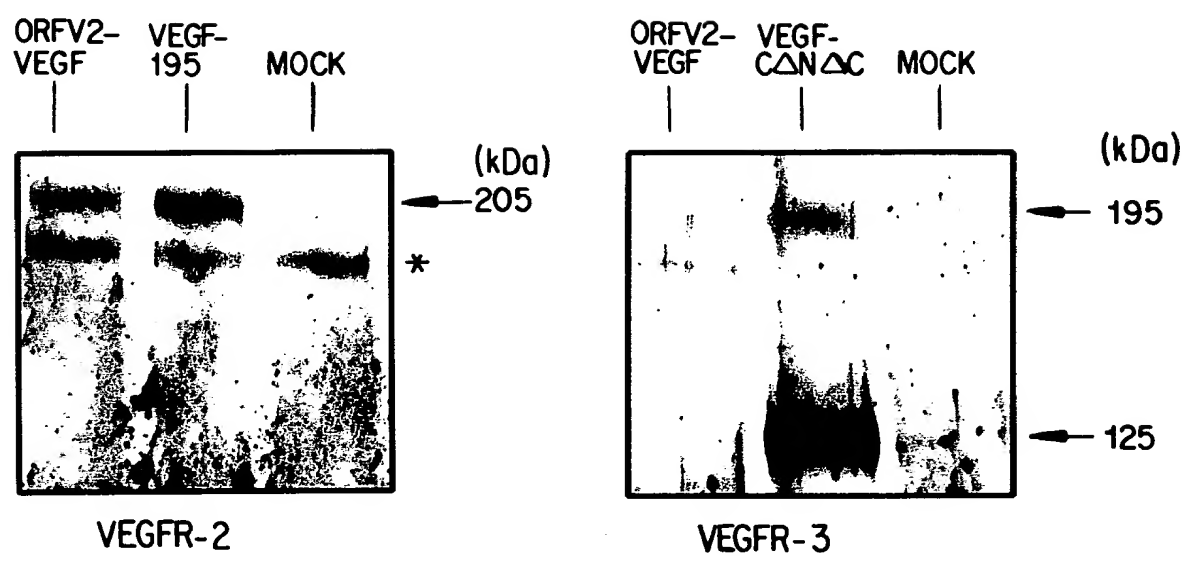 ORFV2-
VEGF
VEGF-
195
MOCK
(kDa)
205
*
VEGFR-2
ORFV2-
VEGF
VEGF-
C△N△C
MOCK
(kDa)
195
125
VEGFR-3